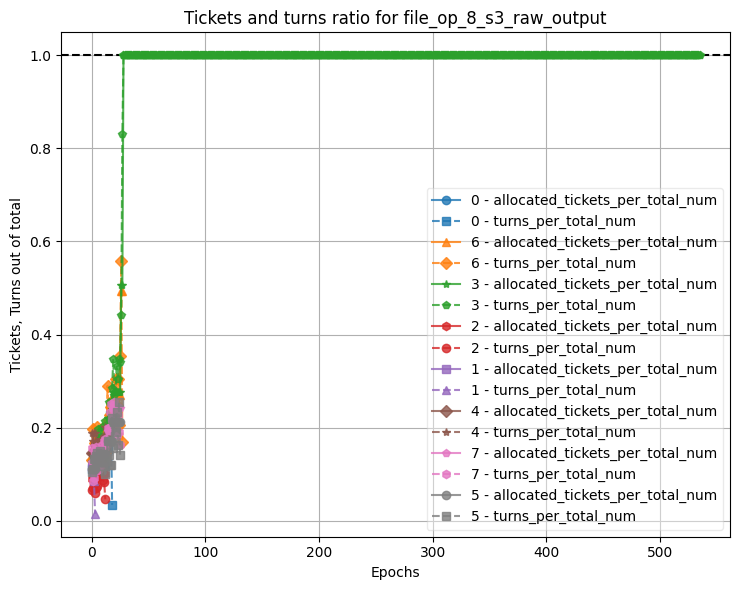 Tickets and turns ratio for file_op_8_s3_raw_output
1.0
0.8
0.6
0.4
0.2
0.0
Tickets, Turns out of total
0 - allocated_tickets_per_total_num
0 - turns_per_total_num
6 - allocated_tickets_per_total_num
6 - turns_per_total_num
3 - allocated_tickets_per_total_num
3 - turns_per_total_num
2 - allocated_tickets_per_total_num
2 - turns_per_total_num
1 - allocated_tickets_per_total_num
1 - turns_per_total_num
4 - allocated_tickets_per_total_num
4 - turns_per_total_num
7 - allocated_tickets_per_total_num
7 - turns_per_total_num
5 - allocated_tickets_per_total_num
5 - turns_per_total_num
0 100 200 300 400 500
Epochs